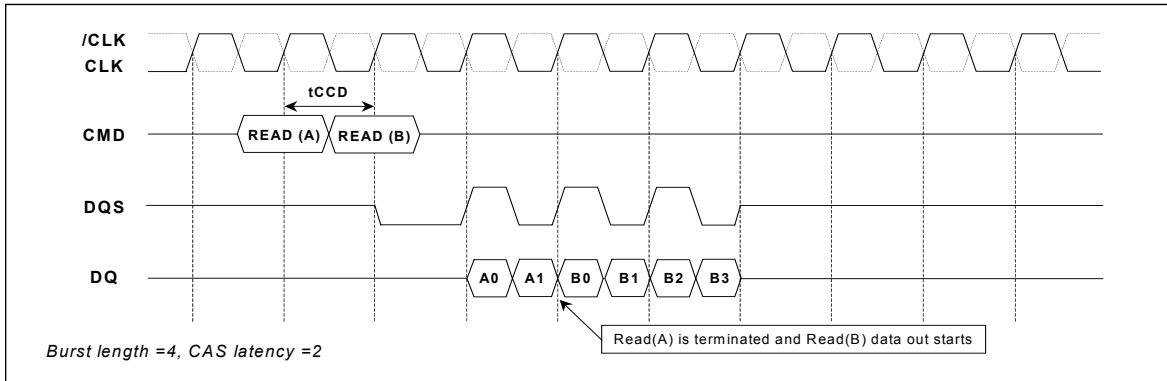 /CLK
CLK
tCCD
CMD READ (A) READ (B)
DQS
DQ A0 A1 B0 B1 B2 B3
Read(A) is terminated and Read(B) data out starts
Burst length =4, CAS latency =2